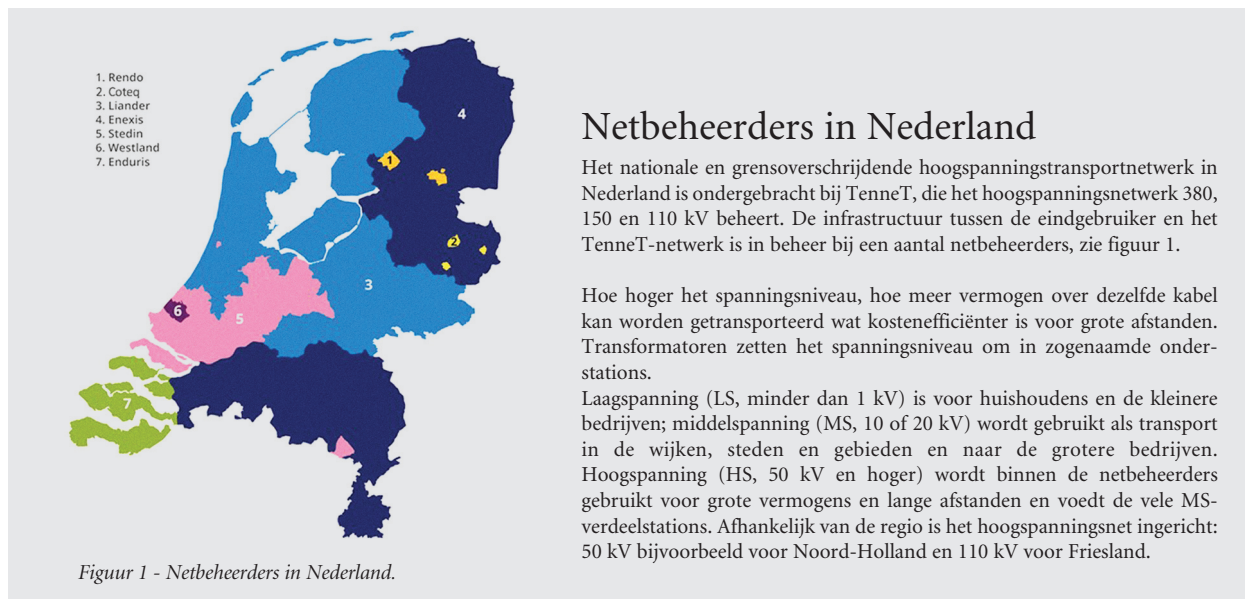 1. Rendo
2. Coteq
3. Liander
4. Enexis
5. Stedin
6. Westland
7. Enduris
4
1
2
3
6
5
7
Figuur 1 - Netbeheerders in Nederland.
Netbeheerders in Nederland
Het nationale en grensoverschrijdende hoogspanningstransportnetwerk in
Nederland is ondergebracht bij TenneT, die het hoogspanningsnetwerk 380,
150 en 110 kV beheert. De infrastructuur tussen de eindgebruiker en het
TenneT-netwerk is in beheer bij een aantal netbeheerders, zie figuur 1.
Hoe hoger het spanningsniveau, hoe meer vermogen over dezelfde kabel
kan worden getransporteerd wat kostenefficiënter is voor grote afstanden.
Transformatoren zetten het spanningsniveau om in zogenaamde onder-
stations.
Laagspanning (LS, minder dan 1 kV) is voor huishoudens en de kleinere
bedrijven; middelspanning (MS, 10 of 20 kV) wordt gebruikt als transport
in de wijken, steden en gebieden en naar de grotere bedrijven.
Hoogspanning (HS, 50 kV en hoger) wordt binnen de netbeheerders
gebruikt voor grote vermogens en lange afstanden en voedt de vele MS-
verdeelstations. Afhankelijk van de regio is het hoogspanningsnet ingericht:
50 kV bijvoorbeeld voor Noord-Holland en 110 kV voor Friesland.